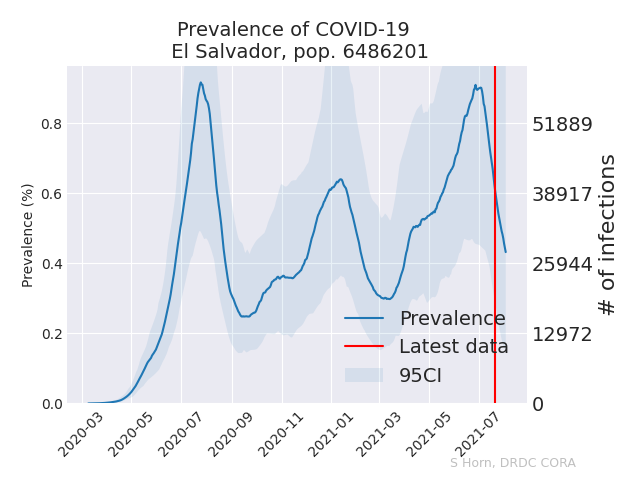 Prevalence of COVID-19
El Salvador, pop. 6486201
Prevalence (%)
0.8
0.6
0.4
0.2
0.0
51889
38917
25944
12972
0
# of infections
Prevalence
Latest data
95CI
2020-03
2020-05
2020-07
2020-09
2020-11
2021-01
2021-03
2021-05
2021-07
S Horn, DRDC CORA